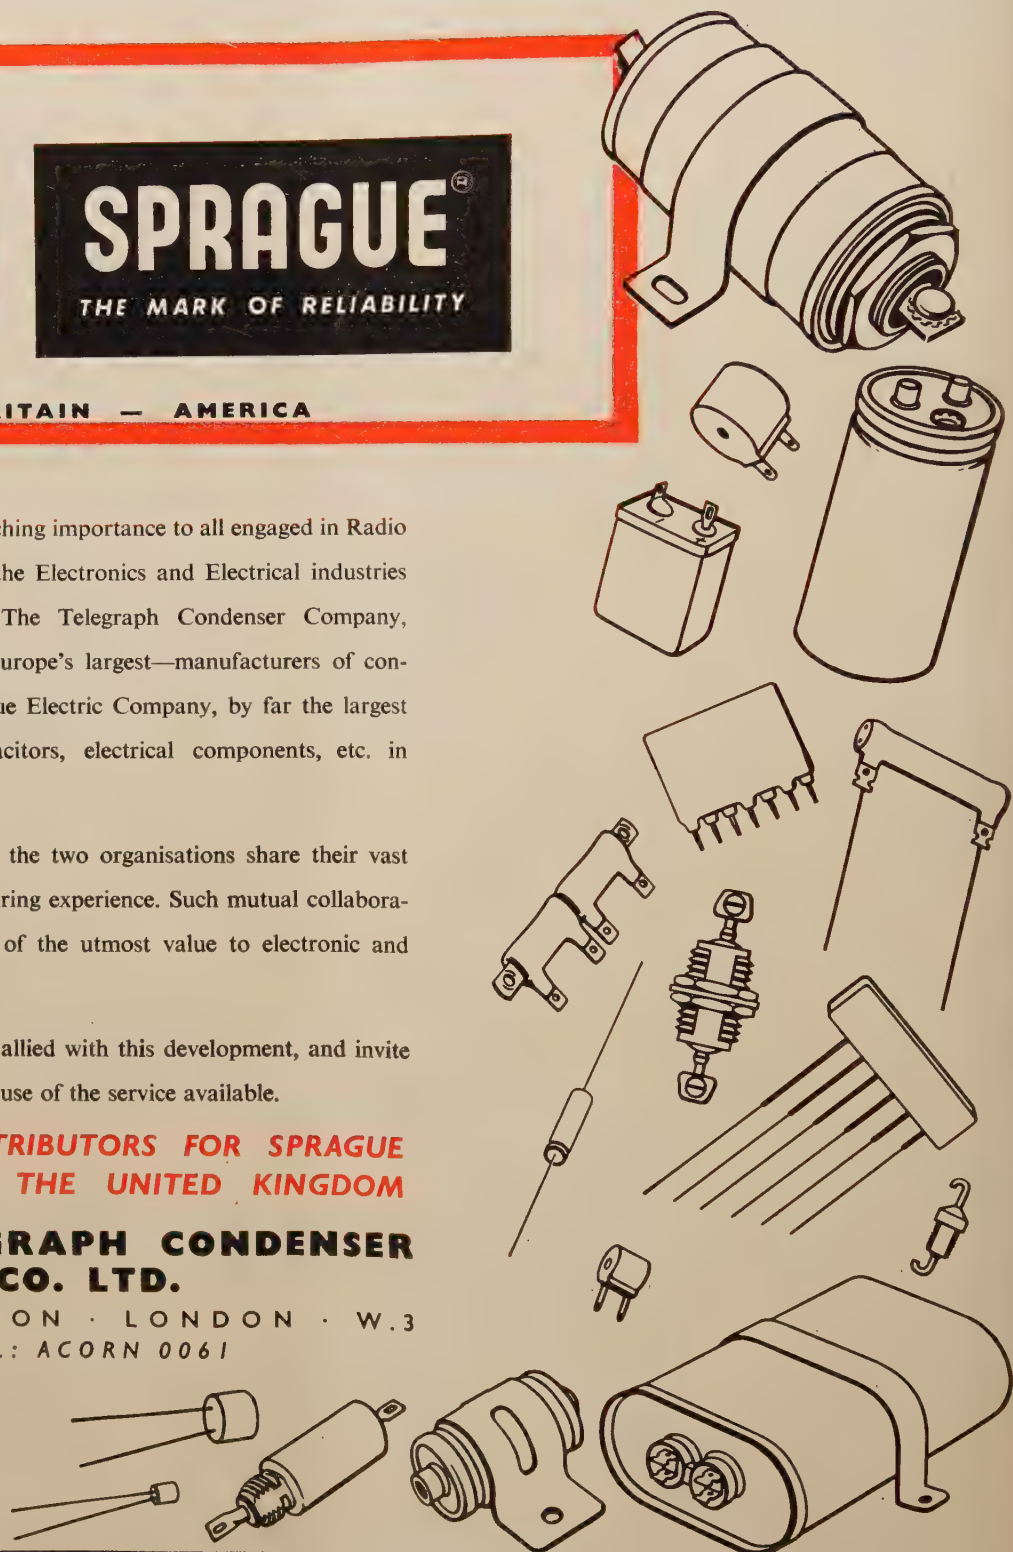 SPRAGUE®
THE MARK OF RELIABILITY
ITAIN — AMERICA
hing importance to all engaged in Radio
he Electronics and Electrical industries
The Telegraph Condenser Company,
urope's largest—manufacturers of con-
ue Electric Company, by far the largest
citors, electrical components, etc. in
the two organisations share their vast
ring experience. Such mutual collabora-
of the utmost value to electronic and
allied with this development, and invite
use of the service available.
TRIBUTORS FOR SPRAGUE
THE UNITED KINGDOM
GRAPH CONDENSER
CO. LTD.
ON · LONDON · W.3
.: ACORN 0061